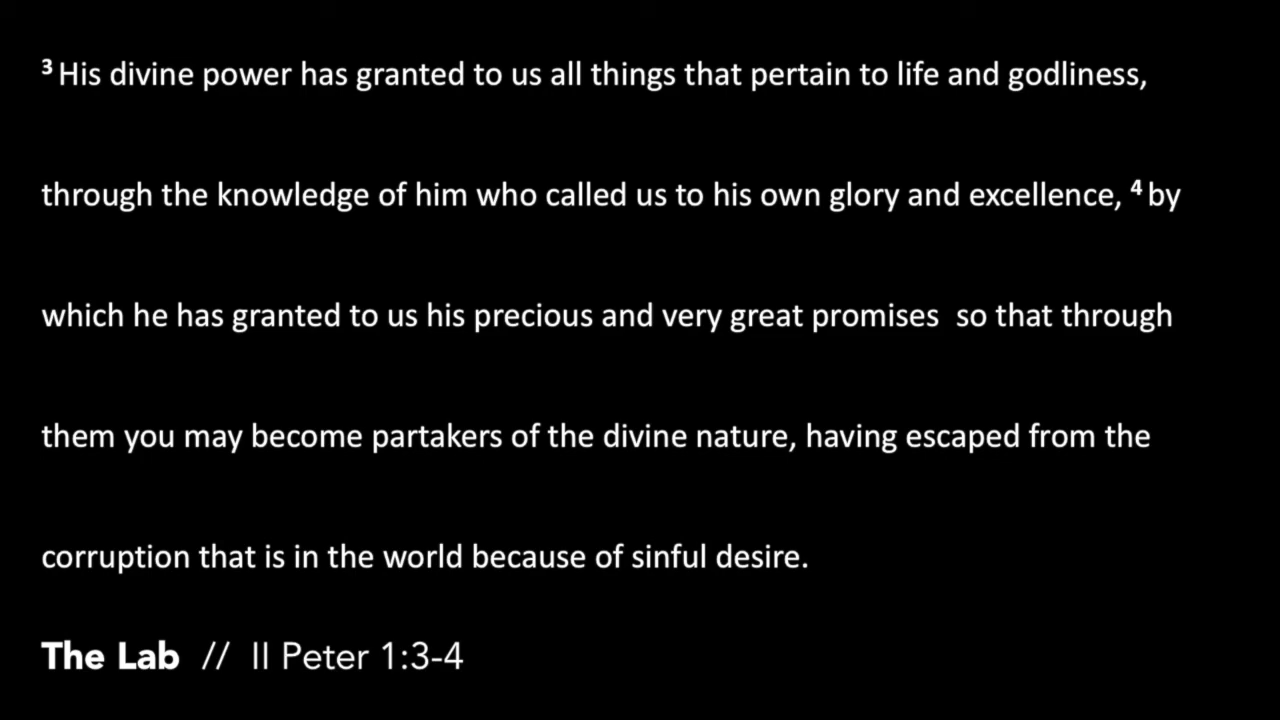 ³ His divine power has granted to us all things that pertain to life and godliness,
through the knowledge of him who called us to his own glory and excellence, ⁴ by
which he has granted to us his precious and very great promises  so that through
them you may become partakers of the divine nature, having escaped from the
corruption that is in the world because of sinful desire.
The Lab // II Peter 1:3-4